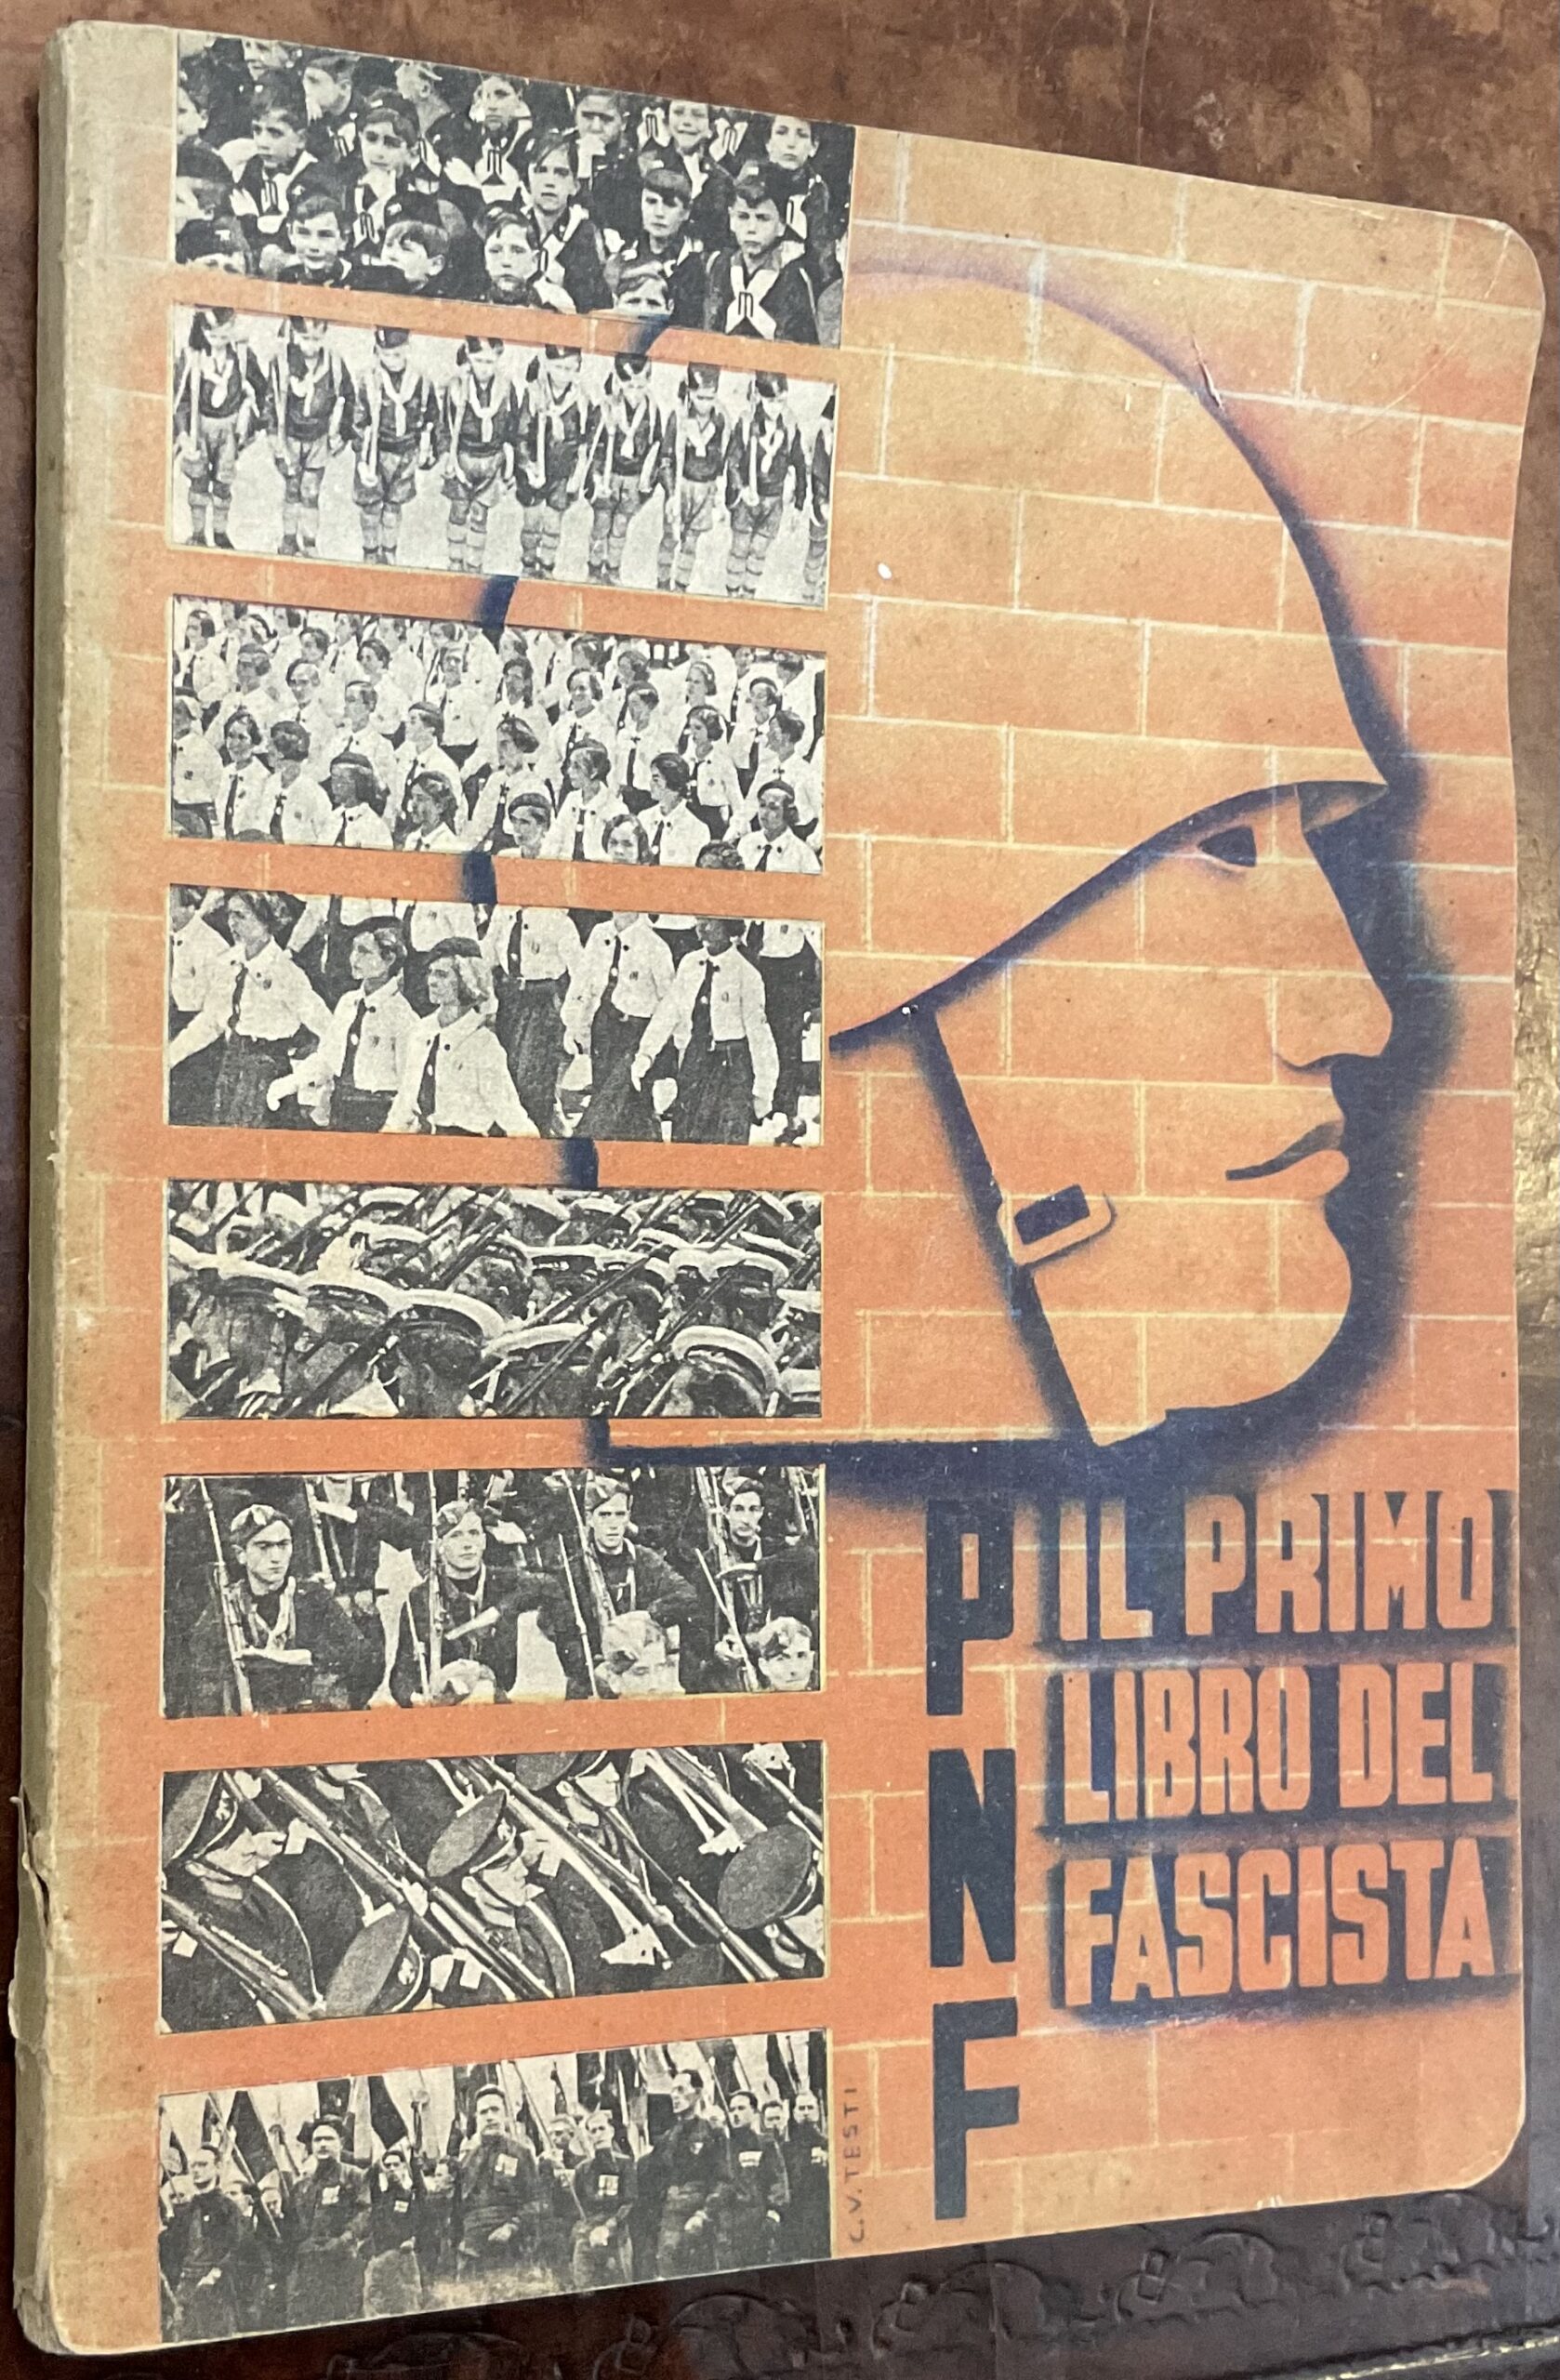 PNF
IL PRIMO
LIBRO DEL
FASCISTA
C.V. TESTI